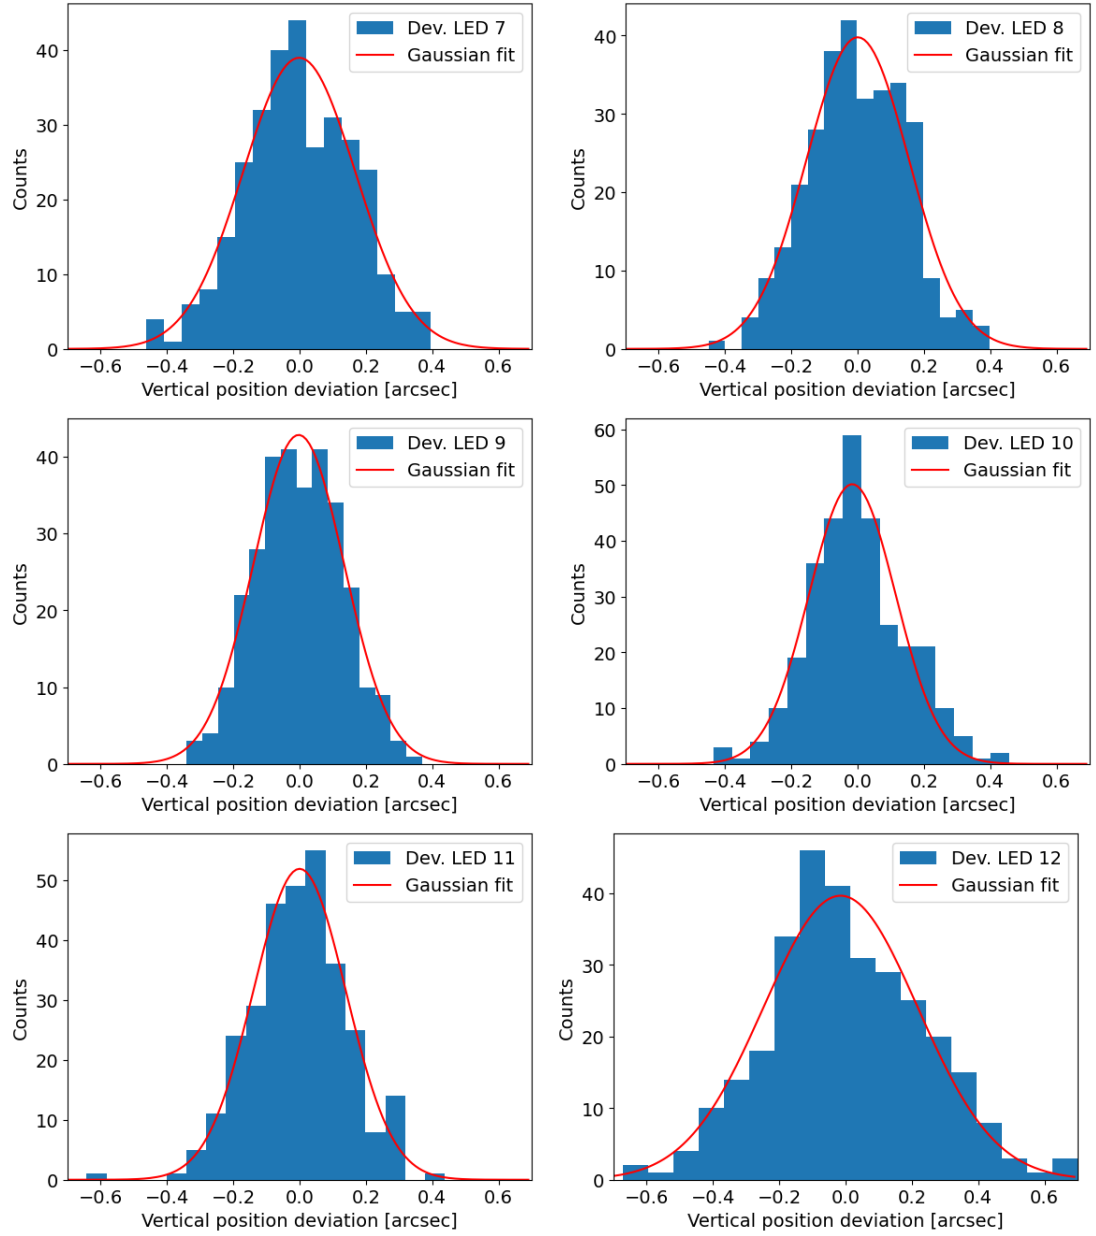 Dev. LED 7
Gaussian fit
40
30
20
10
0
Counts
−0.6 −0.4 −0.2 0.0 0.2 0.4 0.6
Vertical position deviation [arcsec]
Dev. LED 8
Gaussian fit
40
30
20
10
0
Counts
−0.6 −0.4 −0.2 0.0 0.2 0.4 0.6
Vertical position deviation [arcsec]
Dev. LED 9
Gaussian fit
40
30
20
10
0
Counts
−0.6 −0.4 −0.2 0.0 0.2 0.4 0.6
Vertical position deviation [arcsec]
Dev. LED 10
Gaussian fit
60
50
40
30
20
10
0
Counts
−0.6 −0.4 −0.2 0.0 0.2 0.4 0.6
Vertical position deviation [arcsec]
Dev. LED 11
Gaussian fit
50
40
30
20
10
0
Counts
−0.6 −0.4 −0.2 0.0 0.2 0.4 0.6
Vertical position deviation [arcsec]
Dev. LED 12
Gaussian fit
40
30
20
10
0
Counts
−0.6 −0.4 −0.2 0.0 0.2 0.4 0.6
Vertical position deviation [arcsec]